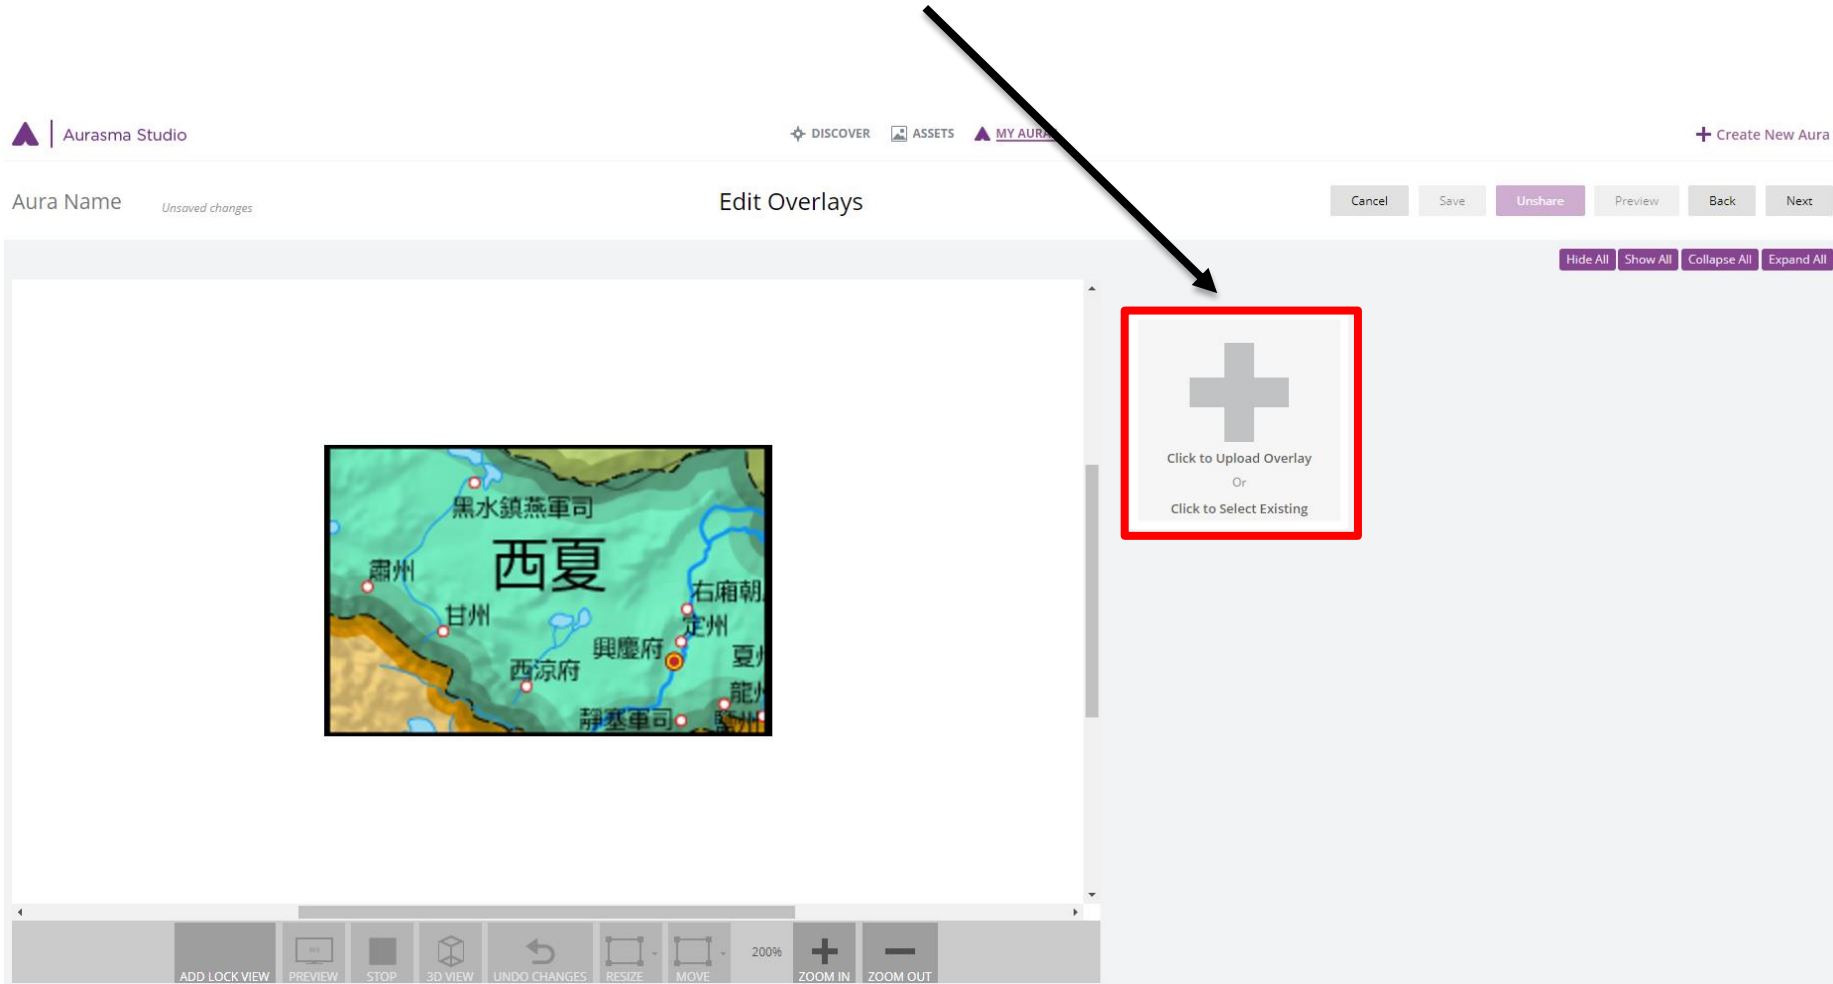 Aurasma Studio
DISCOVER
ASSETS
MY AURA
Create New Aura
Aura Name
Unsaved changes
Edit Overlays
Cancel
Save
Unshare
Preview
Back
Next
Hide All
Show All
Collapse All
Expand All
黑水鎮燕軍司
西夏
肅州
甘州
右廂朝
定州
興慶府
夏州
西涼府
龍州
靜塞軍司
鹽州
Click to Upload Overlay
Or
Click to Select Existing
ADD LOCK VIEW
PREVIEW
STOP
3D VIEW
UNDO CHANGES
RESIZE
MOVE
200%
ZOOM IN
ZOOM OUT